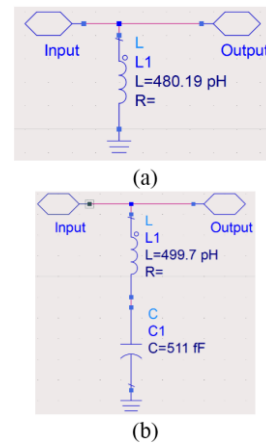 L
Input
Output
L1
L=480.19 pH
R=
(a)
L
Input
Output
L1
L=499.7 pH
R=
C
C1
C=511 fF
(b)